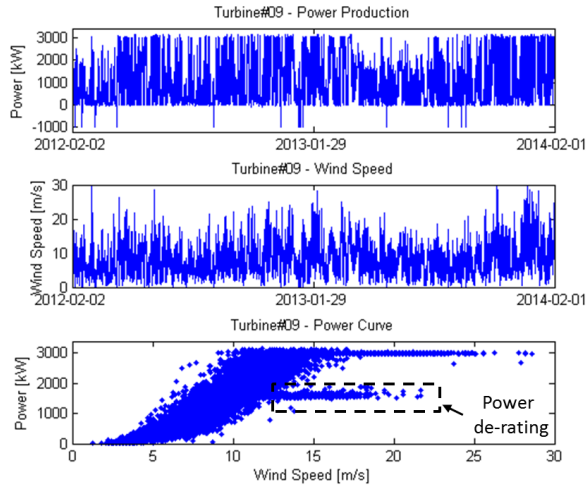 Turbine#09 - Power Production
Power [kW]
3000
2000
1000
0
-1000
2012-02-02
2013-01-29
2014-02-01
Turbine#09 - Wind Speed
Wind Speed [m/s]
30
20
10
0
2012-02-02
2013-01-29
2014-02-01
Turbine#09 - Power Curve
Power [kW]
3000
2000
1000
0
Power
de-rating
0
5
10
15
20
25
30
Wind Speed [m/s]